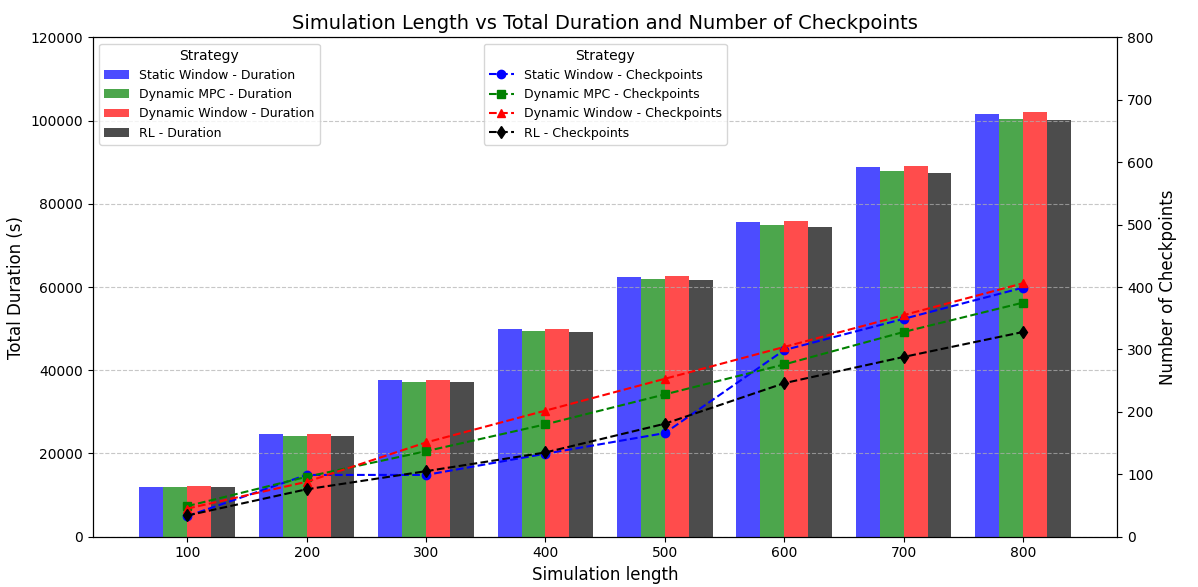 Simulation Length vs Total Duration and Number of Checkpoints
Strategy
Static Window - Duration
Dynamic MPC - Duration
Dynamic Window - Duration
RL - Duration
Strategy
Static Window - Checkpoints
Dynamic MPC - Checkpoints
Dynamic Window - Checkpoints
RL - Checkpoints
Total Duration (s)
120000
100000
80000
60000
40000
20000
0
800
700
600
500
400
300
200
100
0
Number of Checkpoints
100 200 300 400 500 600 700 800
Simulation length